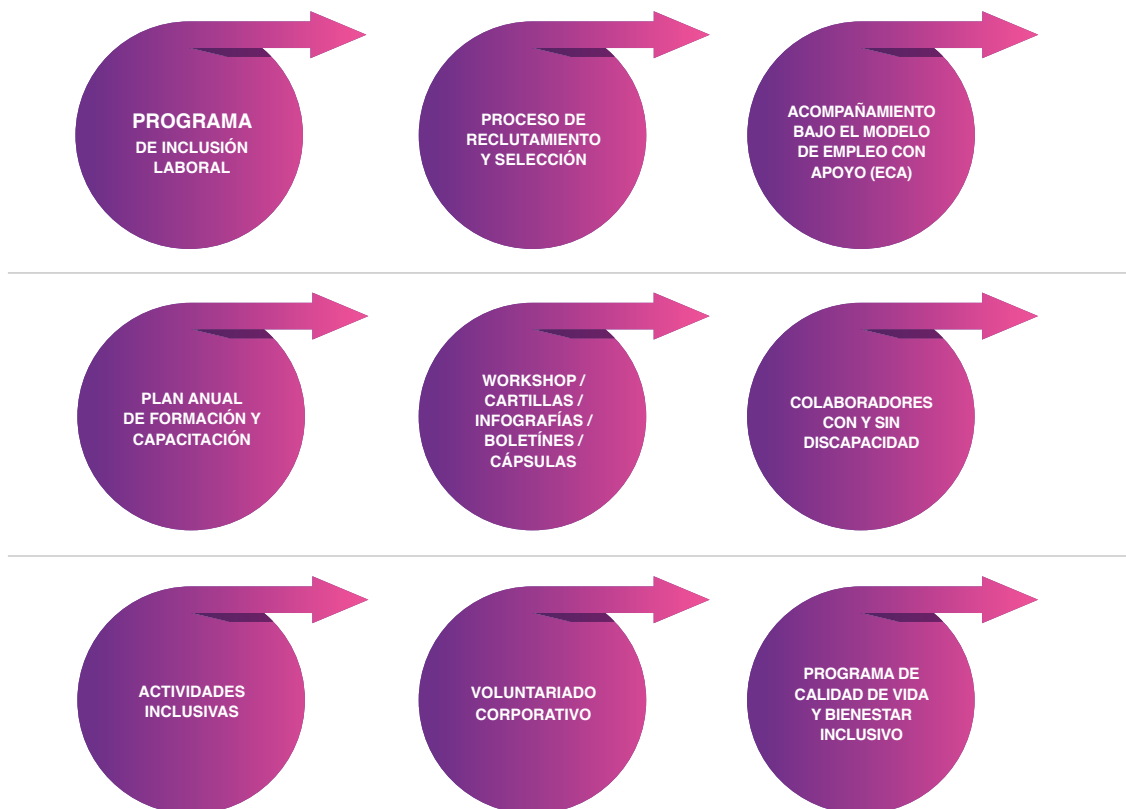 PROGRAMA
DE INCLUSIÓN
LABORAL
PROCESO DE
RECLUTAMIENTO
Y SELECCIÓN
ACOMPAÑAMIENTO
BAJO EL MODELO
DE EMPLEO CON
APOYO (ECA)
PLAN ANUAL
DE FORMACIÓN Y
CAPACITACIÓN
WORKSHOP /
CARTILLAS /
INFOGRAFÍAS /
BOLETÍNES /
CÁPSULAS
COLABORADORES
CON Y SIN
DISCAPACIDAD
ACTIVIDADES
INCLUSIVAS
VOLUNTARIADO
CORPORATIVO
PROGRAMA DE
CALIDAD DE VIDA
Y BIENESTAR
INCLUSIVO